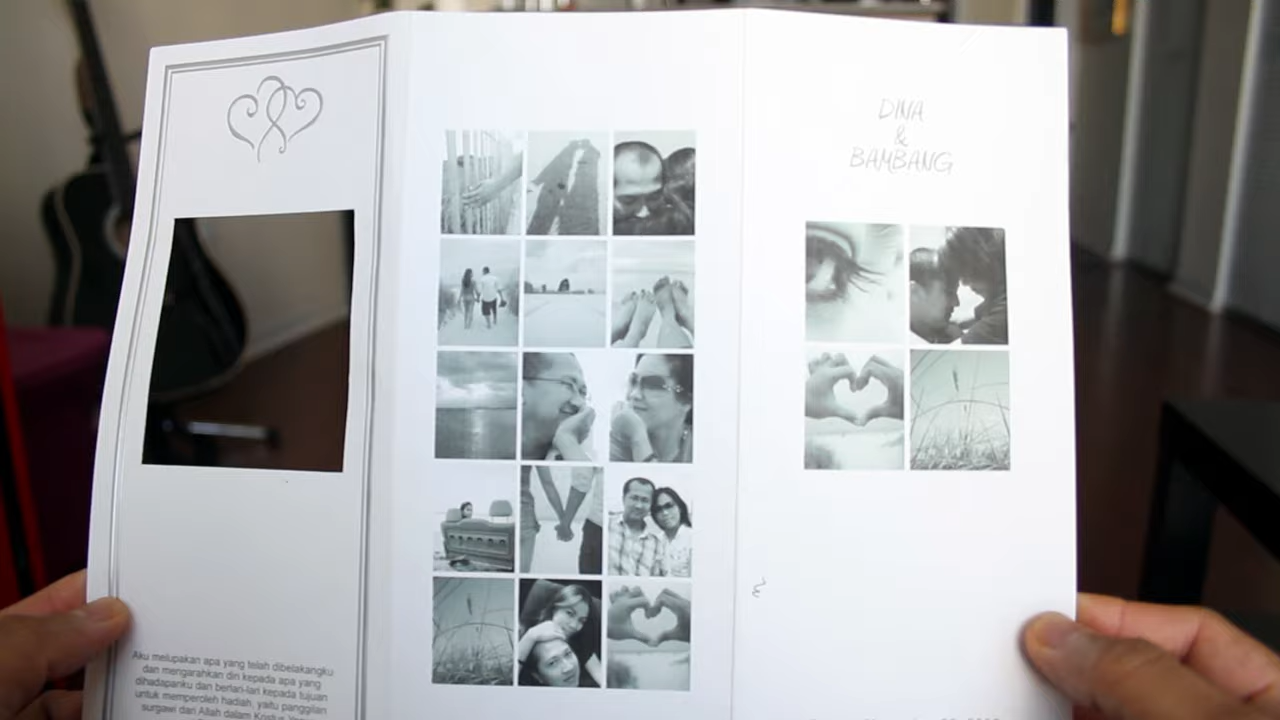 Aku melupakan apa yang telah dibelakangku
dan mengarahkan diri kepada apa yang
dihadapanku dan berlari-lari kepada tujuan
untuk memperoleh hadiah, yaitu panggilan
surgawi dari Allah dalam Kristus
DINA
&
BAMBANG